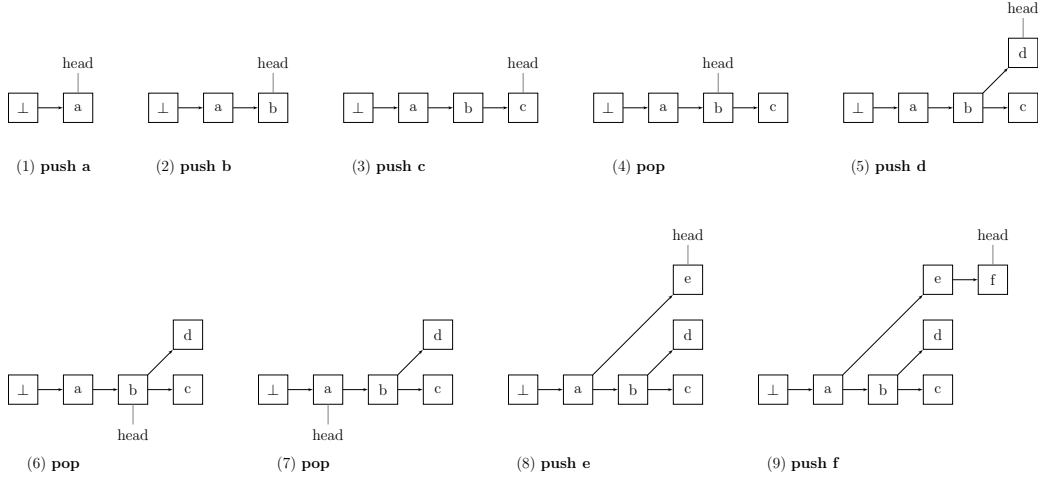 head
head
head
head
head
⊥ a
⊥ a b
⊥ a b c
⊥ a b c
⊥ a b c d
(1) push a
(2) push b
(3) push c
(4) pop
(5) push d
⊥ a b c d
head
⊥ a b c d
head
head
⊥ a b c d e
head
⊥ a b c d e f
(6) pop
(7) pop
(8) push e
(9) push f